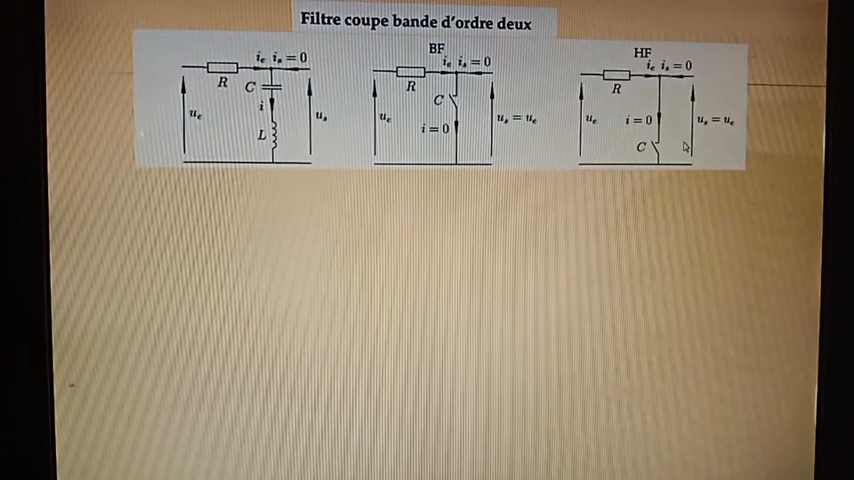 Filtre coupe bande d'ordre deux
BF
HF
i_e i_s = 0
R
C
i
L
u_e
u_s
i_e i_s = 0
R
C
u_e
i = 0
u_s = u_e
i_e i_s = 0
R
u_e
i = 0
C
u_s = u_e